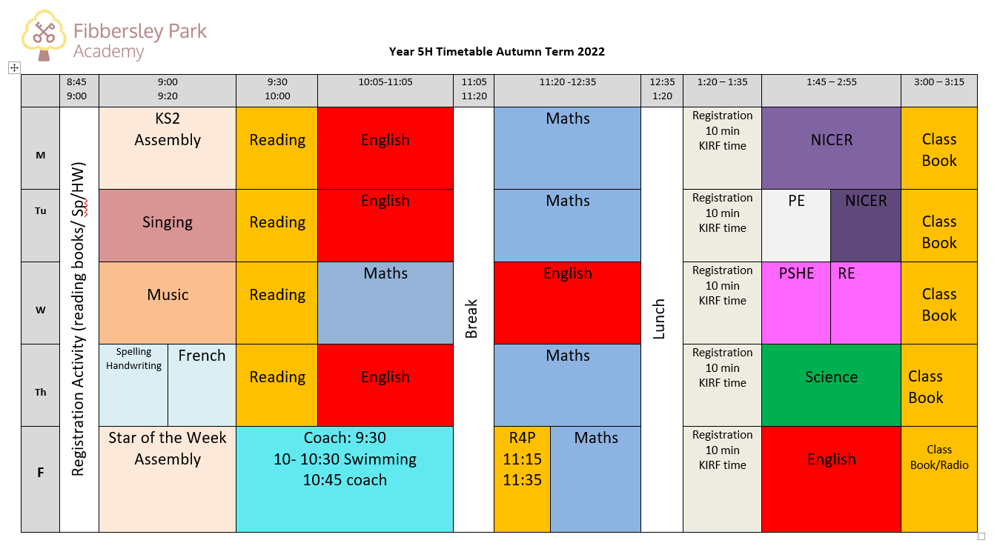 Fibbersley Park
Academy
Year 5H Timetable Autumn Term 2022
8:45
9:00
9:00
9:20
9:30
10:00
10:05-11:05
11:05
11:20
11:20 -12:35
12:35
1:20
1:20 – 1:35
1:45 – 2:55
3:00 – 3:15
Registration Activity (reading books/ Sp/HW)
Break
Lunch
M
KS2
Assembly
Reading
English
Maths
Registration
10 min
KIRF time
NICER
Class
Book
Tu
Singing
Reading
English
Maths
Registration
10 min
KIRF time
PE
NICER
Class
Book
W
Music
Reading
Maths
English
Registration
10 min
KIRF time
PSHE
RE
Class
Book
Th
Spelling
Handwriting
French
Reading
English
Maths
Registration
10 min
KIRF time
Science
Class
Book
F
Star of the Week
Assembly
Coach: 9:30
10- 10:30 Swimming
10:45 coach
R4P
11:15
11:35
Maths
Registration
10 min
KIRF time
English
Class
Book/Radio